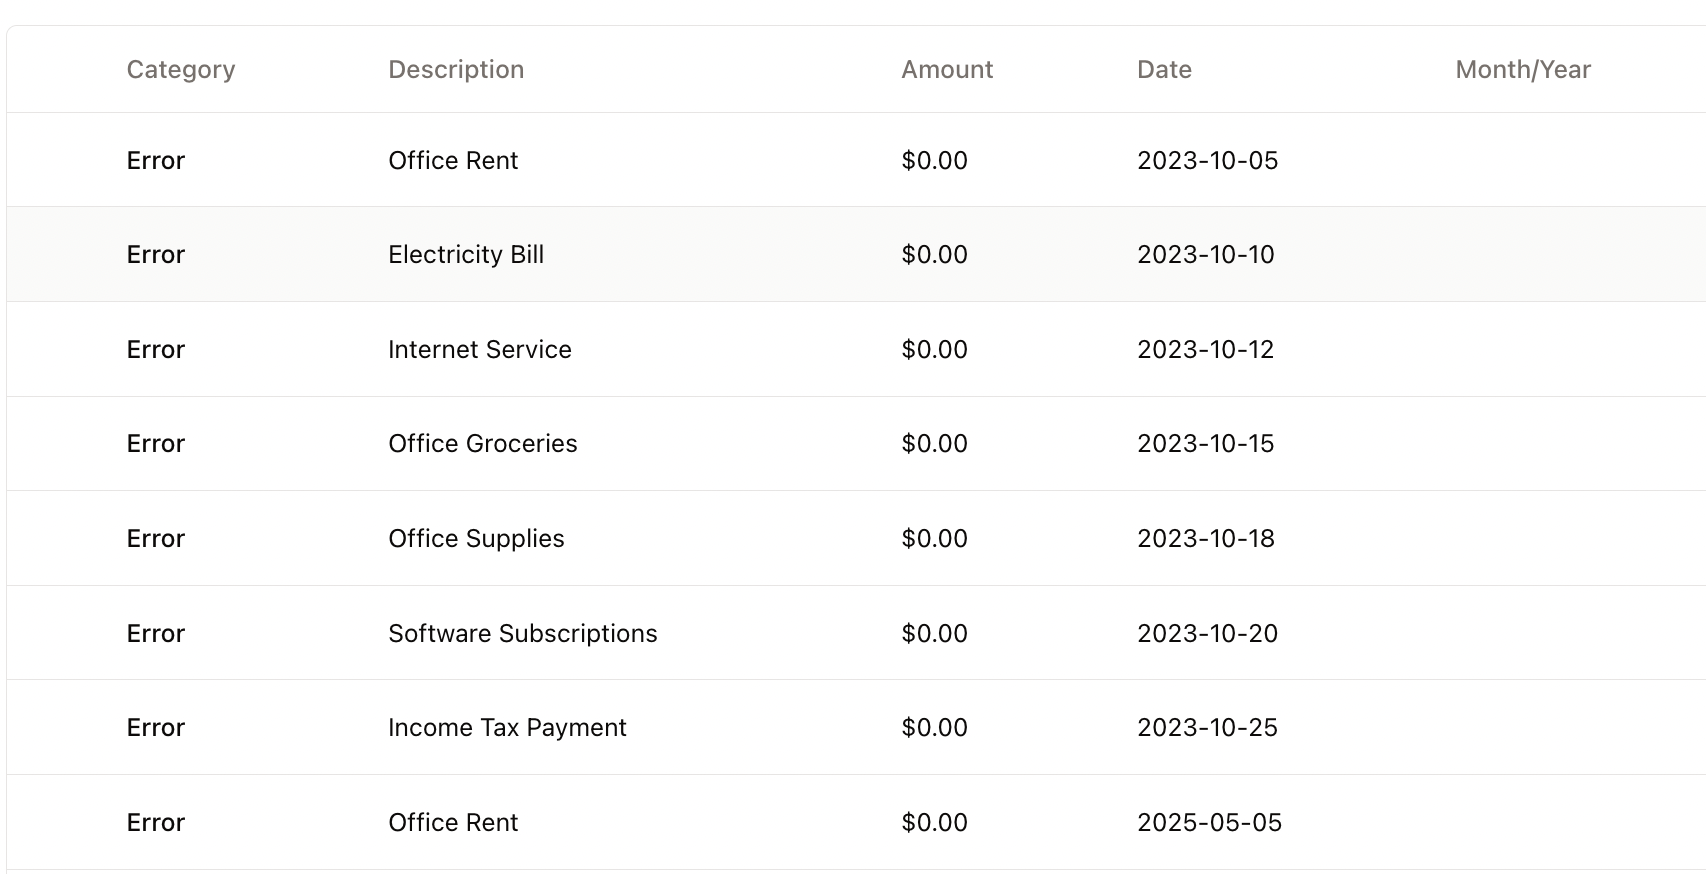 Category Description Amount Date Month/Year
Error Office Rent $0.00 2023-10-05
Error Electricity Bill $0.00 2023-10-10
Error Internet Service $0.00 2023-10-12
Error Office Groceries $0.00 2023-10-15
Error Office Supplies $0.00 2023-10-18
Error Software Subscriptions $0.00 2023-10-20
Error Income Tax Payment $0.00 2023-10-25
Error Office Rent $0.00 2025-05-05